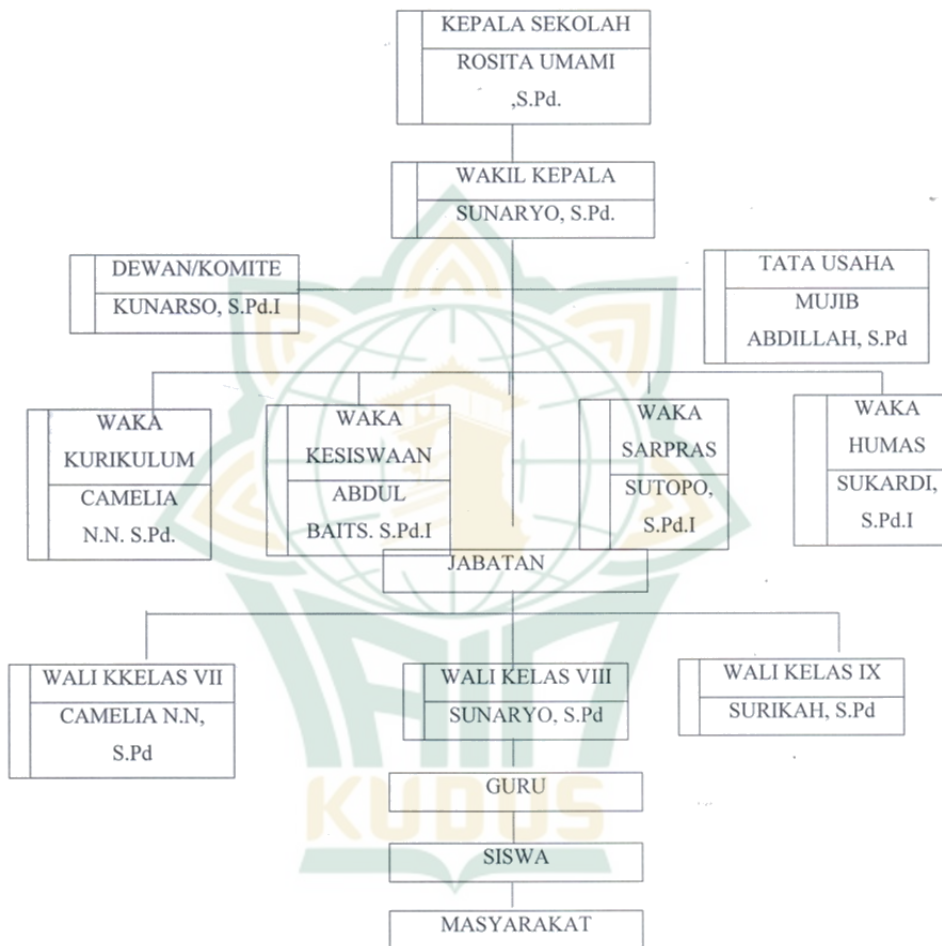 KEPALA SEKOLAH
ROSITA UMAMI
,S.Pd.
WAKIL KEPALA
SUNARYO, S.Pd.
DEWAN/KOMITE
KUNARSO, S.Pd.I
TATA USAHA
MUJIB
ABDILLAH, S.Pd
WAKA
KURIKULUM
CAMELIA
N.N. S.Pd.
WAKA
KESISWAAN
ABDUL
BAITS. S.Pd.I
WAKA
SARPRAS
SUTOPO,
S.Pd.I
WAKA
HUMAS
SUKARDI,
S.Pd.I
JABATAN
WALI KKELAS VII
CAMELIA N.N,
S.Pd
WALI KELAS VIII
SUNARYO, S.Pd
WALI KELAS IX
SURIKAH, S.Pd
GURU
SISWA
MASYARAKAT
IAIN
KUDUS